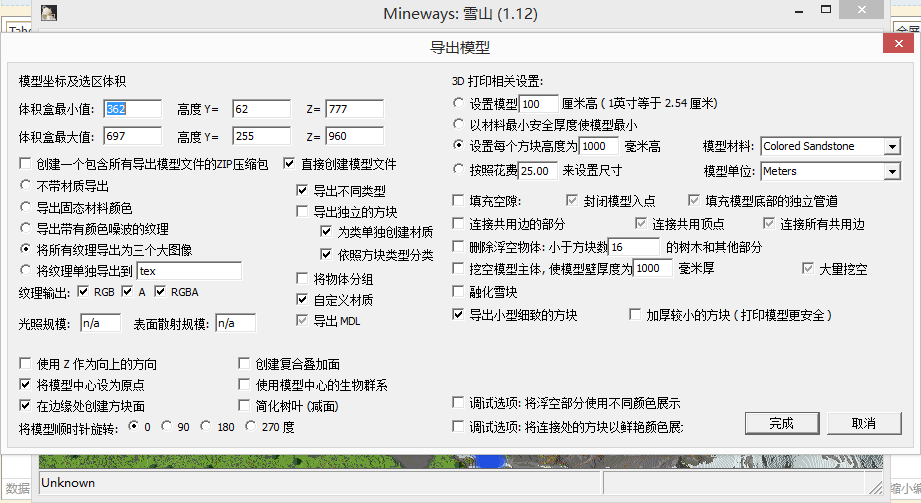 Mineways: 雪山 (1.12)
导出模型
模型坐标及选区体积
体积盒最小值: 362 高度 Y= 62 Z= 777
体积盒最大值: 697 高度 Y= 255 Z= 960
创建一个包含所有导出模型文件的ZIP压缩包 直接创建模型文件
不带材质导出
导出固态材料颜色
导出带有颜色噪波的纹理
将所有纹理导出为三个大图像
将纹理单独导出到 tex
纹理输出: RGB A RGBA
光照规模: n/a 表面散射规模: n/a
导出不同类型
导出独立的方块
为类单独创建材质
依照方块类型分类
将物体分组
自定义材质
导出 MDL
使用 Z 作为向上的方向 创建复合叠加面
将模型中心设为原点 使用模型中心的生物群系
在边缘处创建方块面 简化树叶 (减面)
将模型顺时针旋转: 0 90 180 270 度
3D 打印相关设置:
设置模型 100 厘米高 ( 1英寸等于 2.54 厘米)
以材料最小安全厚度使模型最小
设置每个方块高度为 1000 毫米高 模型材料: Colored Sandstone
按照花费 25.00 来设置尺寸 模型单位: Meters
填充空隙: 封闭模型入点 填充模型底部的独立管道
连接共用边的部分 连接共用顶点 连接所有共用边
删除浮空物体: 小于方块数 16 的树木和其他部分
挖空模型主体, 使模型壁厚度为 1000 毫米厚 大量挖空
融化雪块
导出小型细致的方块 加厚较小的方块 ( 打印模型更安全 )
调试选项: 将浮空部分使用不同颜色展示
调试选项: 将连接处的方块以鲜艳颜色展:
完成 取消
Unknown
数据
缩小编